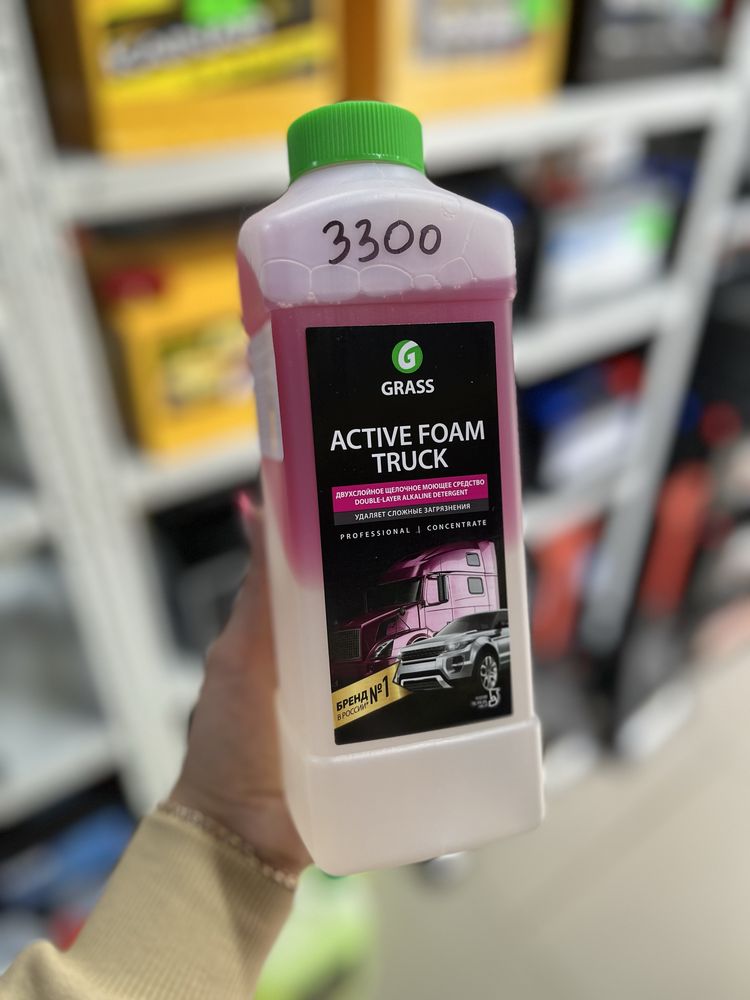 3300
G
GRASS
ACTIVE FOAM
TRUCK
ДВУХСЛОЙНОЕ ЩЕЛОЧНОЕ МОЮЩЕЕ СРЕДСТВО
DOUBLE-LAYER ALKALINE DETERGENT
УДАЛЯЕТ СЛОЖНЫЕ ЗАГРЯЗНЕНИЯ
PROFESSIONAL | CONCENTRATE
БРЕНД №1
В РОССИИ*